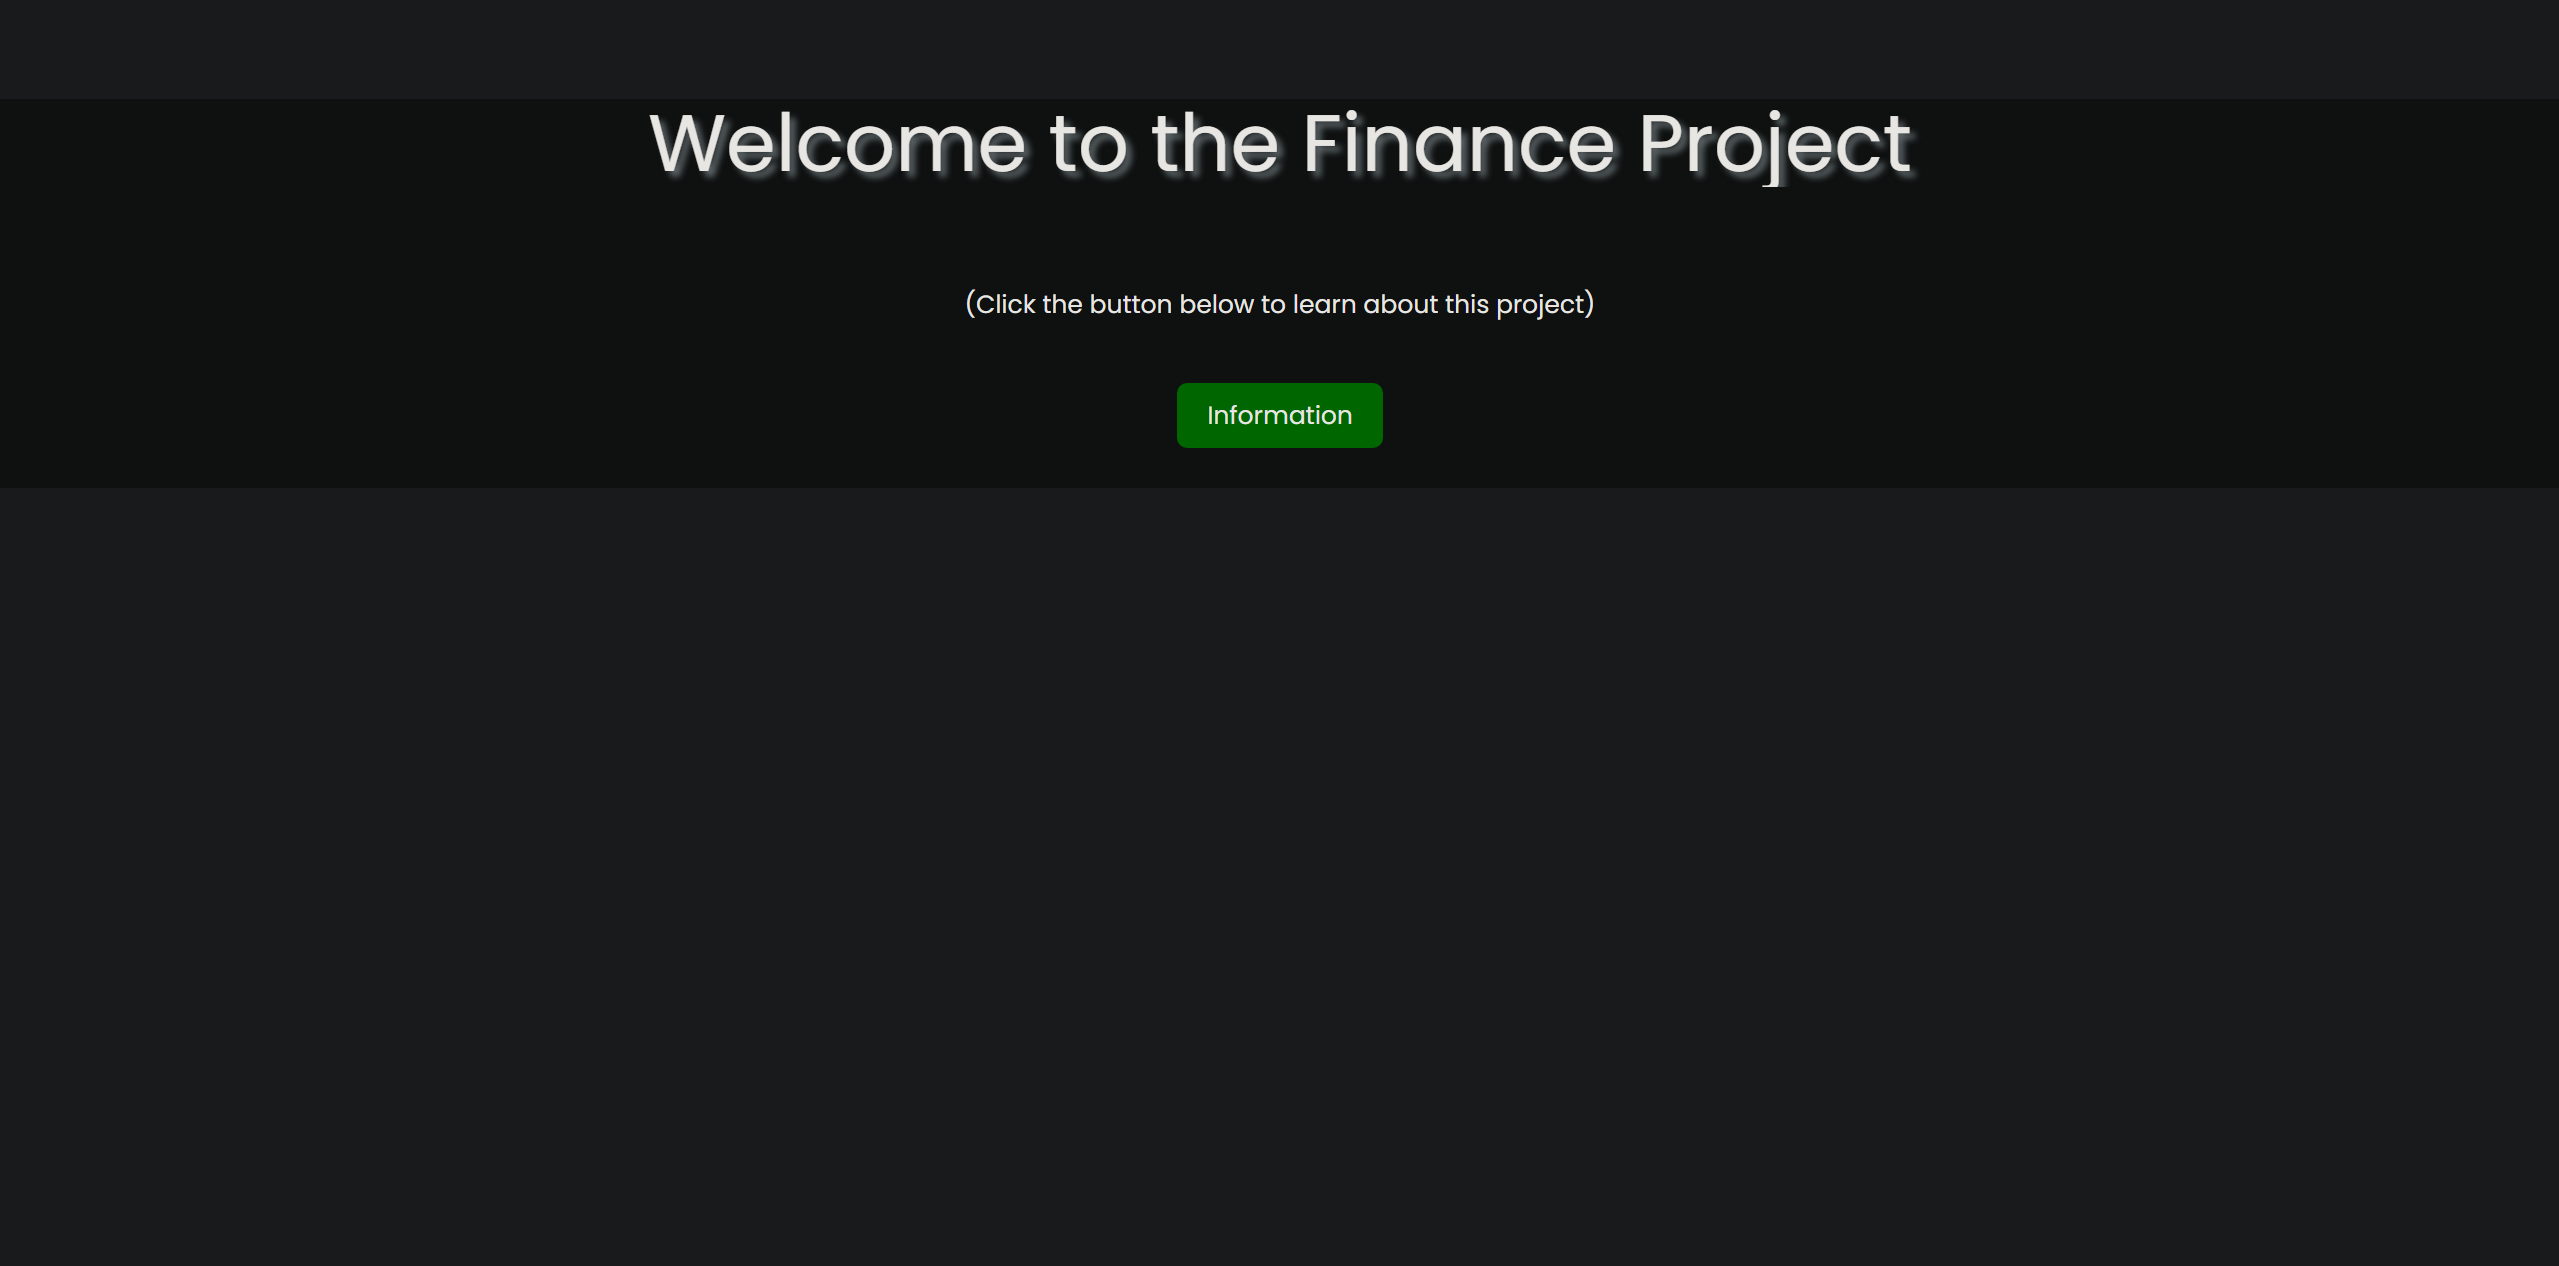 Welcome to the Finance Project
(Click the button below to learn about this project)
Information